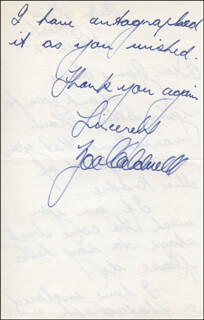 I have autographed
it as you wished.
Thank you again
Sincerely
Zoe Caldwell